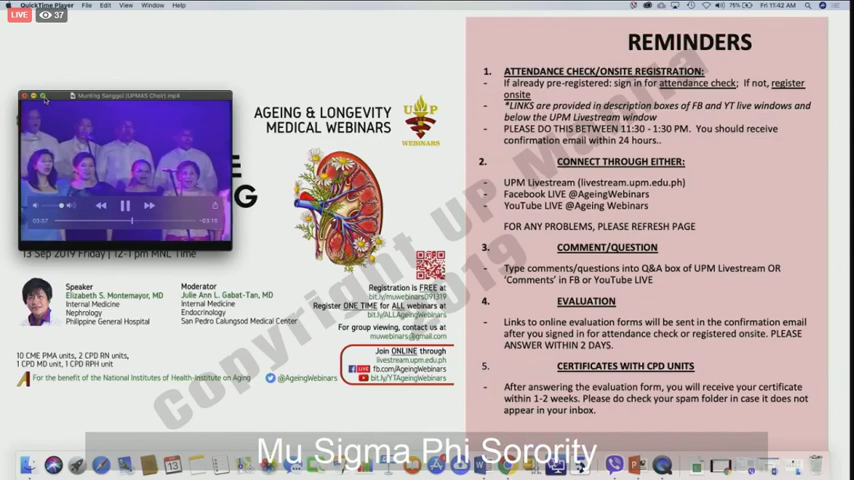 QuickTime Player File Edit View Window Help
75% Fri 11:42 AM
LIVE 37
REMINDERS
1. ATTENDANCE CHECK/ONSITE REGISTRATION:
- If already pre-registered: sign in for attendance check; If not, register
onsite
- *LINKS are provided in description boxes of FB and YT live windows and
below the UPM Livestream window
- PLEASE DO THIS BETWEEN 11:30 - 1:30 PM. You should receive
confirmation email within 24 hours..
2. CONNECT THROUGH EITHER:
- UPM Livestream (livestream.upm.edu.ph)
- Facebook LIVE @AgeingWebinars
- YouTube LIVE @Ageing Webinars
FOR ANY PROBLEMS, PLEASE REFRESH PAGE
3. COMMENT/QUESTION
- Type comments/questions into Q&A box of UPM Livestream OR
'Comments' in FB or YouTube LIVE
4. EVALUATION
- Links to online evaluation forms will be sent in the confirmation email
after you signed in for attendance check or registered onsite. PLEASE
ANSWER WITHIN 2 DAYS.
5. CERTIFICATES WITH CPD UNITS
- After answering the evaluation form, you will receive your certificate
within 1-2 weeks. Please do check your spam folder in case it does not
appear in your inbox.
Munting Sanggol (UPMAS Choir).mp4
03:37 -03:15
AGEING & LONGEVITY
MEDICAL WEBINARS
U P
WEBINARS
E
G
13 Sep 2019 Friday | 12-1 pm MNL Time
Speaker
Elizabeth S. Montemayor, MD
Internal Medicine
Nephrology
Philippine General Hospital
Moderator
Julie Ann L. Gabat-Tan, MD
Internal Medicine
Endocrinology
San Pedro Calungsod Medical Center
Registration is FREE at
bit.ly/muwebinars091319
Register ONE TIME for ALL webinars at
bit.ly/ALLAgeingWebinars
For group viewing, contact us at
muwebinars@gmail.com
Join ONLINE through
livestream.upm.edu.ph
LIVE fb.com/AgeingWebinars
bit.ly/YTAgeingWebinars
10 CME PMA units, 2 CPD RN units,
1 CPD MD unit, 1 CPD RPH unit
For the benefit of the National Institutes of Health-Institute on Aging
@AgeingWebinars
Copyright UP Manila
2019
Mu Sigma Phi Sorority
13